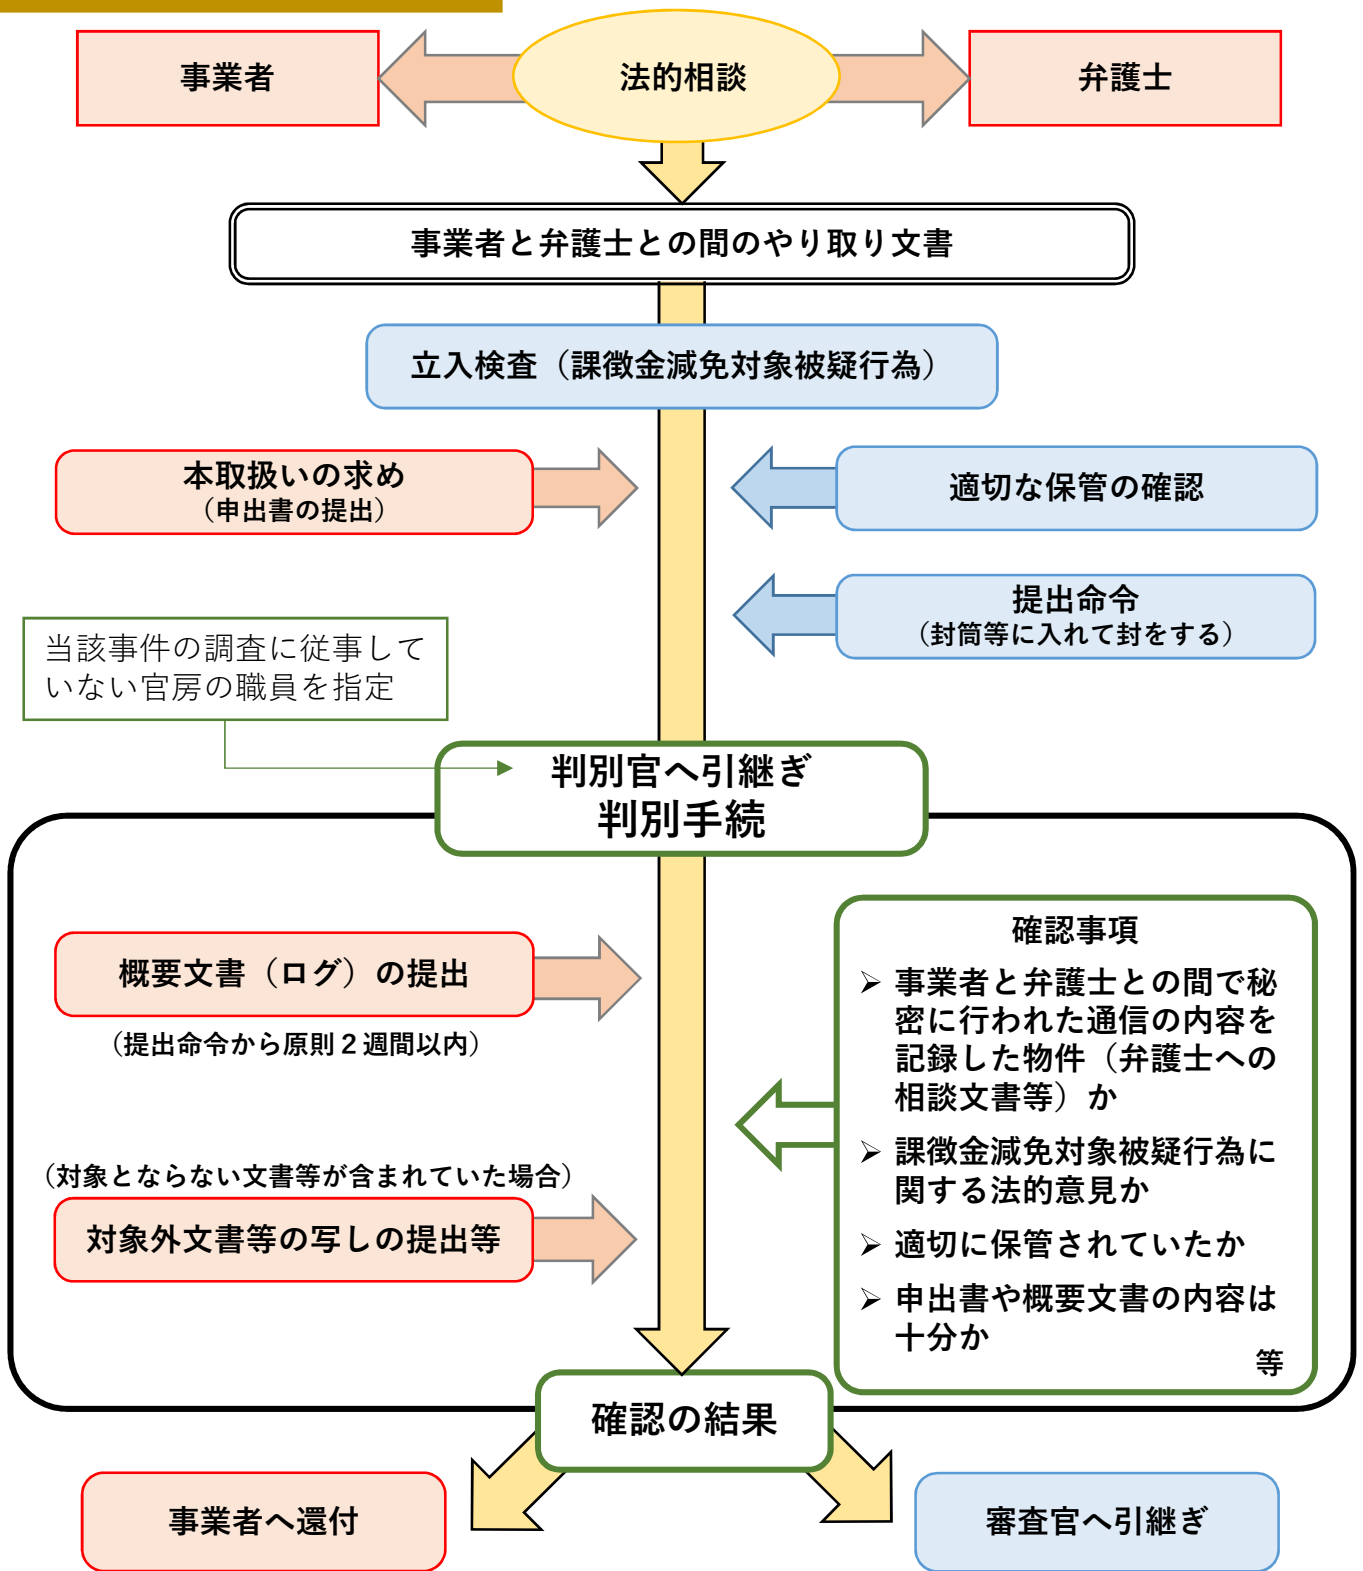 事業者
法的相談
弁護士
事業者と弁護士との間のやり取り文書
立入検査（課徴金減免対象被疑行為）
本取扱いの求め
（申出書の提出）
適切な保管の確認
提出命令
（封筒等に入れて封をする）
当該事件の調査に従事して
いない官房の職員を指定
判別官へ引継ぎ
判別手続
概要文書（ログ）の提出
（提出命令から原則２週間以内）
（対象とならない文書等が含まれていた場合）
対象外文書等の写しの提出等
確認事項
➢ 事業者と弁護士との間で秘
密に行われた通信の内容を
記録した物件（弁護士への
相談文書等）か
➢ 課徴金減免対象被疑行為に
関する法的意見か
➢ 適切に保管されていたか
➢ 申出書や概要文書の内容は
十分か
等
確認の結果
事業者へ還付
審査官へ引継ぎ